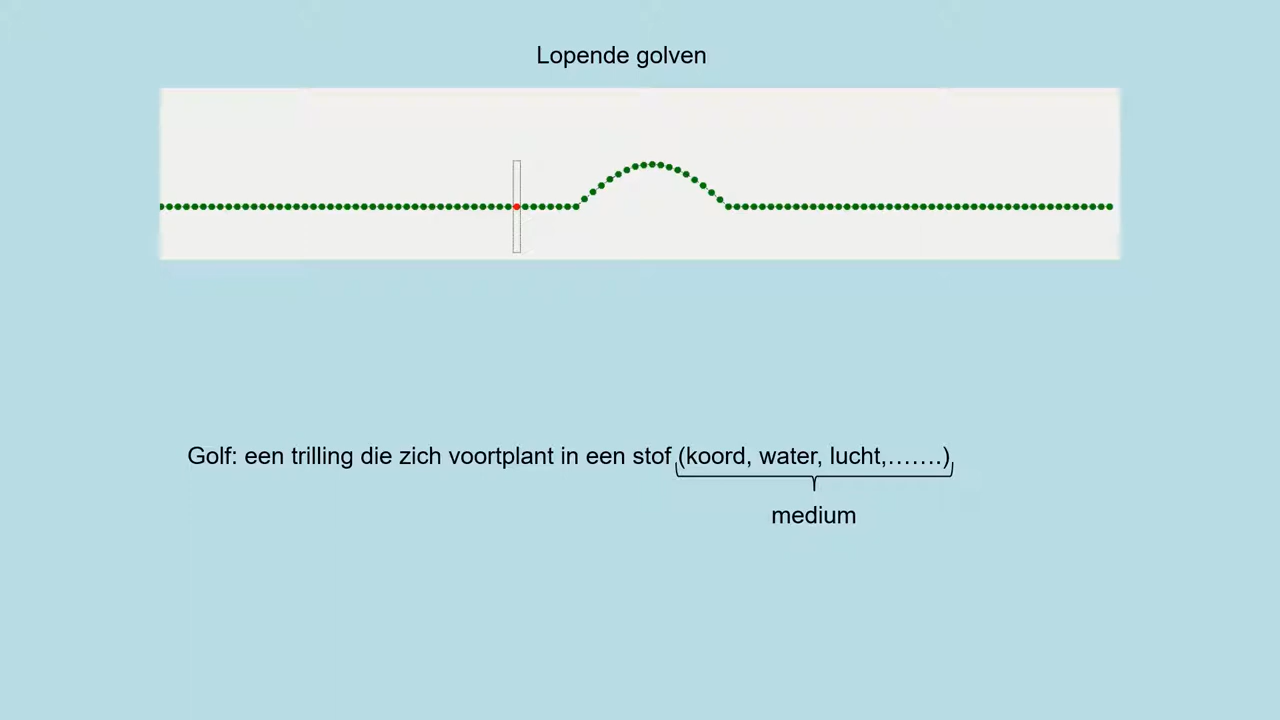 Lopende golven
Golf: een trilling die zich voortplant in een stof (koord, water, lucht,…….)
medium